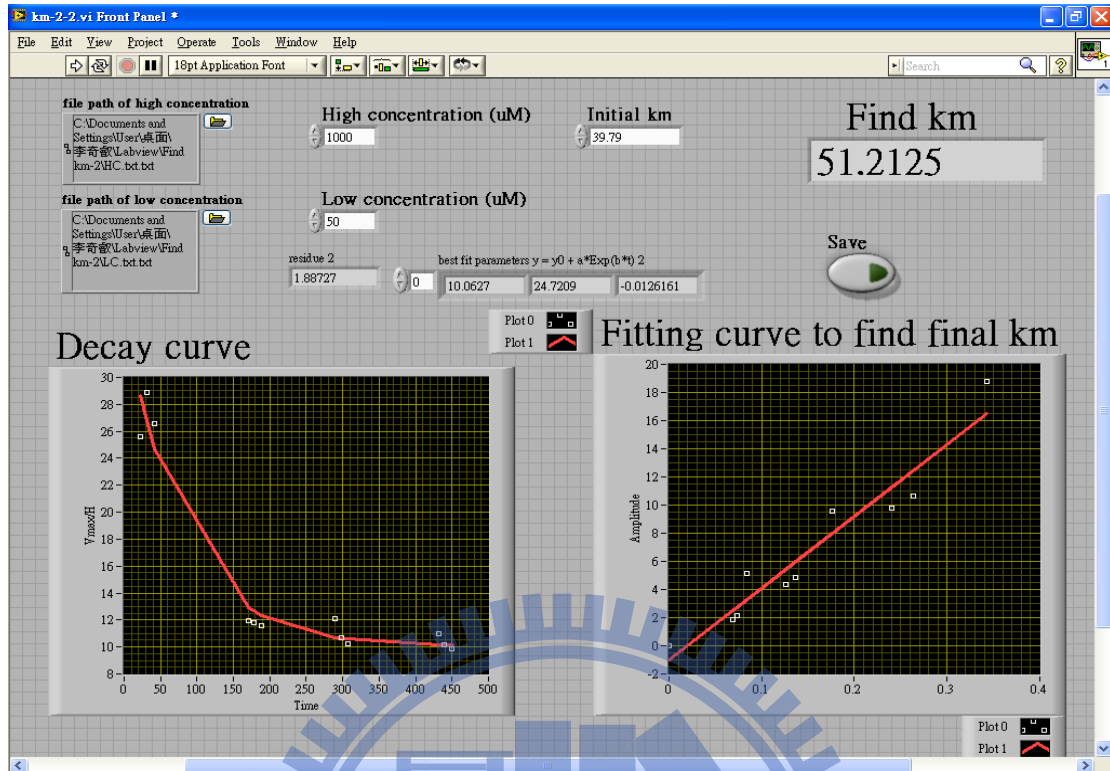 km-2-2.vi Front Panel *
File Edit View Project Operate Tools Window Help
18pt Application Font
Search
1
file path of high concentration
C:\Documents and
Settings\User\桌面\
李奇叡\Labview\Find
km-2\HC.txt.txt
High concentration (uM)
1000
Initial km
39.79
Find km
51.2125
file path of low concentration
C:\Documents and
Settings\User\桌面\
李奇叡\Labview\Find
km-2\LC.txt.txt
Low concentration (uM)
50
Save
residue 2
1.88727
0
best fit parameters y = y0 + a*Exp(b*t) 2
10.0627 24.7209 -0.0126161
Plot 0
Plot 1
Decay curve
Vmax/H
30
28
26
24
22
20
18
16
14
12
10
8
0 50 100 150 200 250 300 350 400 450 500
Time
Fitting curve to find final km
Amplitude
20
18
16
14
12
10
8
6
4
2
0
-2
0 0.1 0.2 0.3 0.4
Plot 0
Plot 1